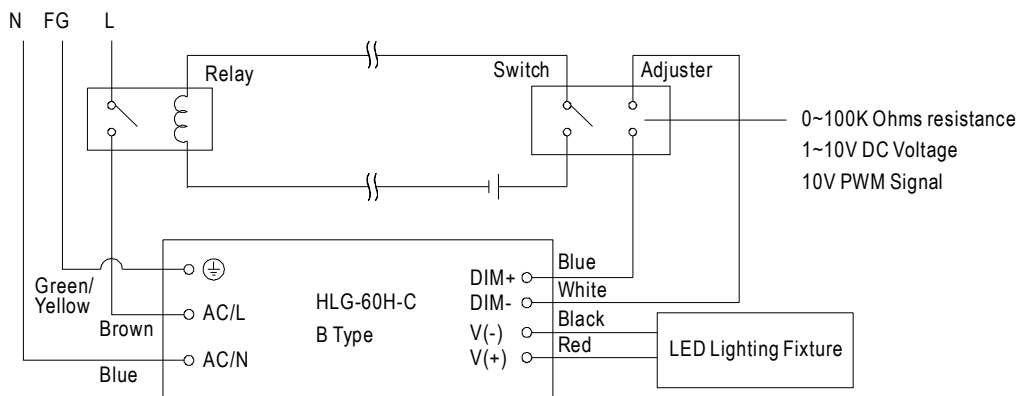 N FG L
Relay
Switch
Adjuster
0~100K Ohms resistance
1~10V DC Voltage
10V PWM Signal
Green/
Yellow
Brown
Blue
AC/L
AC/N
HLG-60H-C
B Type
DIM+
DIM-
V(-)
V(+)
Blue
White
Black
Red
LED Lighting Fixture